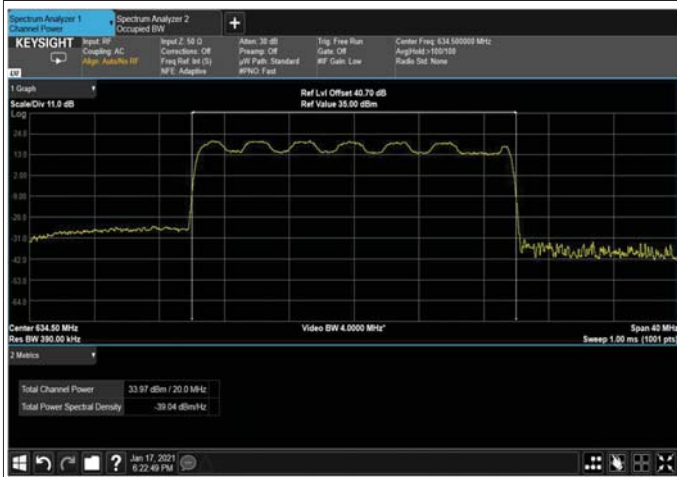 Spectrum Analyzer 1
Channel Power
Spectrum Analyzer 2
Occupied BW
+
KEYSIGHT
LXI
Input: RF
Coupling: AC
Align: Auto/No RF
Input Z: 50 Ω
Corrections: Off
Freq Ref: Int (S)
NFE: Adaptive
Atten: 30 dB
Preamp: Off
µW Path: Standard
#PNO: Fast
Trig: Free Run
Gate: Off
#IF Gain: Low
Center Freq: 634.500000 MHz
Avg|Hold:>100/100
Radio Std: None
1 Graph
Scale/Div 11.0 dB
Ref Lvl Offset 40.70 dB
Ref Value 35.00 dBm
Log
24.0
13.0
2.00
-9.00
-20.0
-31.0
-42.0
-53.0
-64.0
Center 634.50 MHz
Res BW 390.00 kHz
Video BW 4.0000 MHz*
Span 40 MHz
Sweep 1.00 ms (1001 pts)
2 Metrics
Total Channel Power 33.97 dBm / 20.0 MHz
Total Power Spectral Density -39.04 dBm/Hz
?
Jan 17, 2021
6:22:49 PM